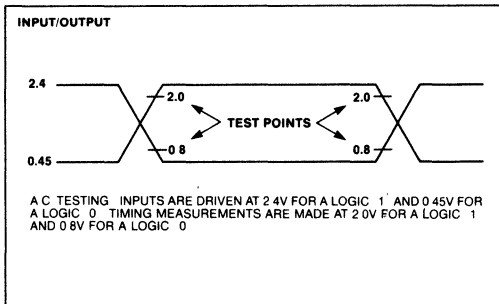 INPUT/OUTPUT
2.4
2.0
2.0
TEST POINTS
0 8
0.8
0.45
A C TESTING INPUTS ARE DRIVEN AT 2 4V FOR A LOGIC 1 AND 0 45V FOR
A LOGIC 0 TIMING MEASUREMENTS ARE MADE AT 2 0V FOR A LOGIC 1
AND 0 8V FOR A LOGIC 0